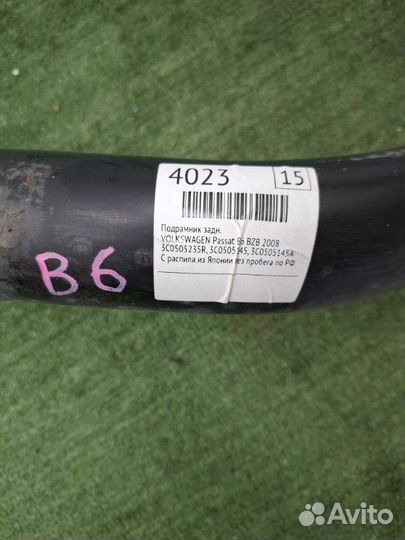 4023 15
Подрамник задн.
VOLKSWAGEN Passat B6 BZB 2008
3C0505235R, 3C0505145, 3C0505145A
С распила из Японии без пробега по РФ
B6
Avito